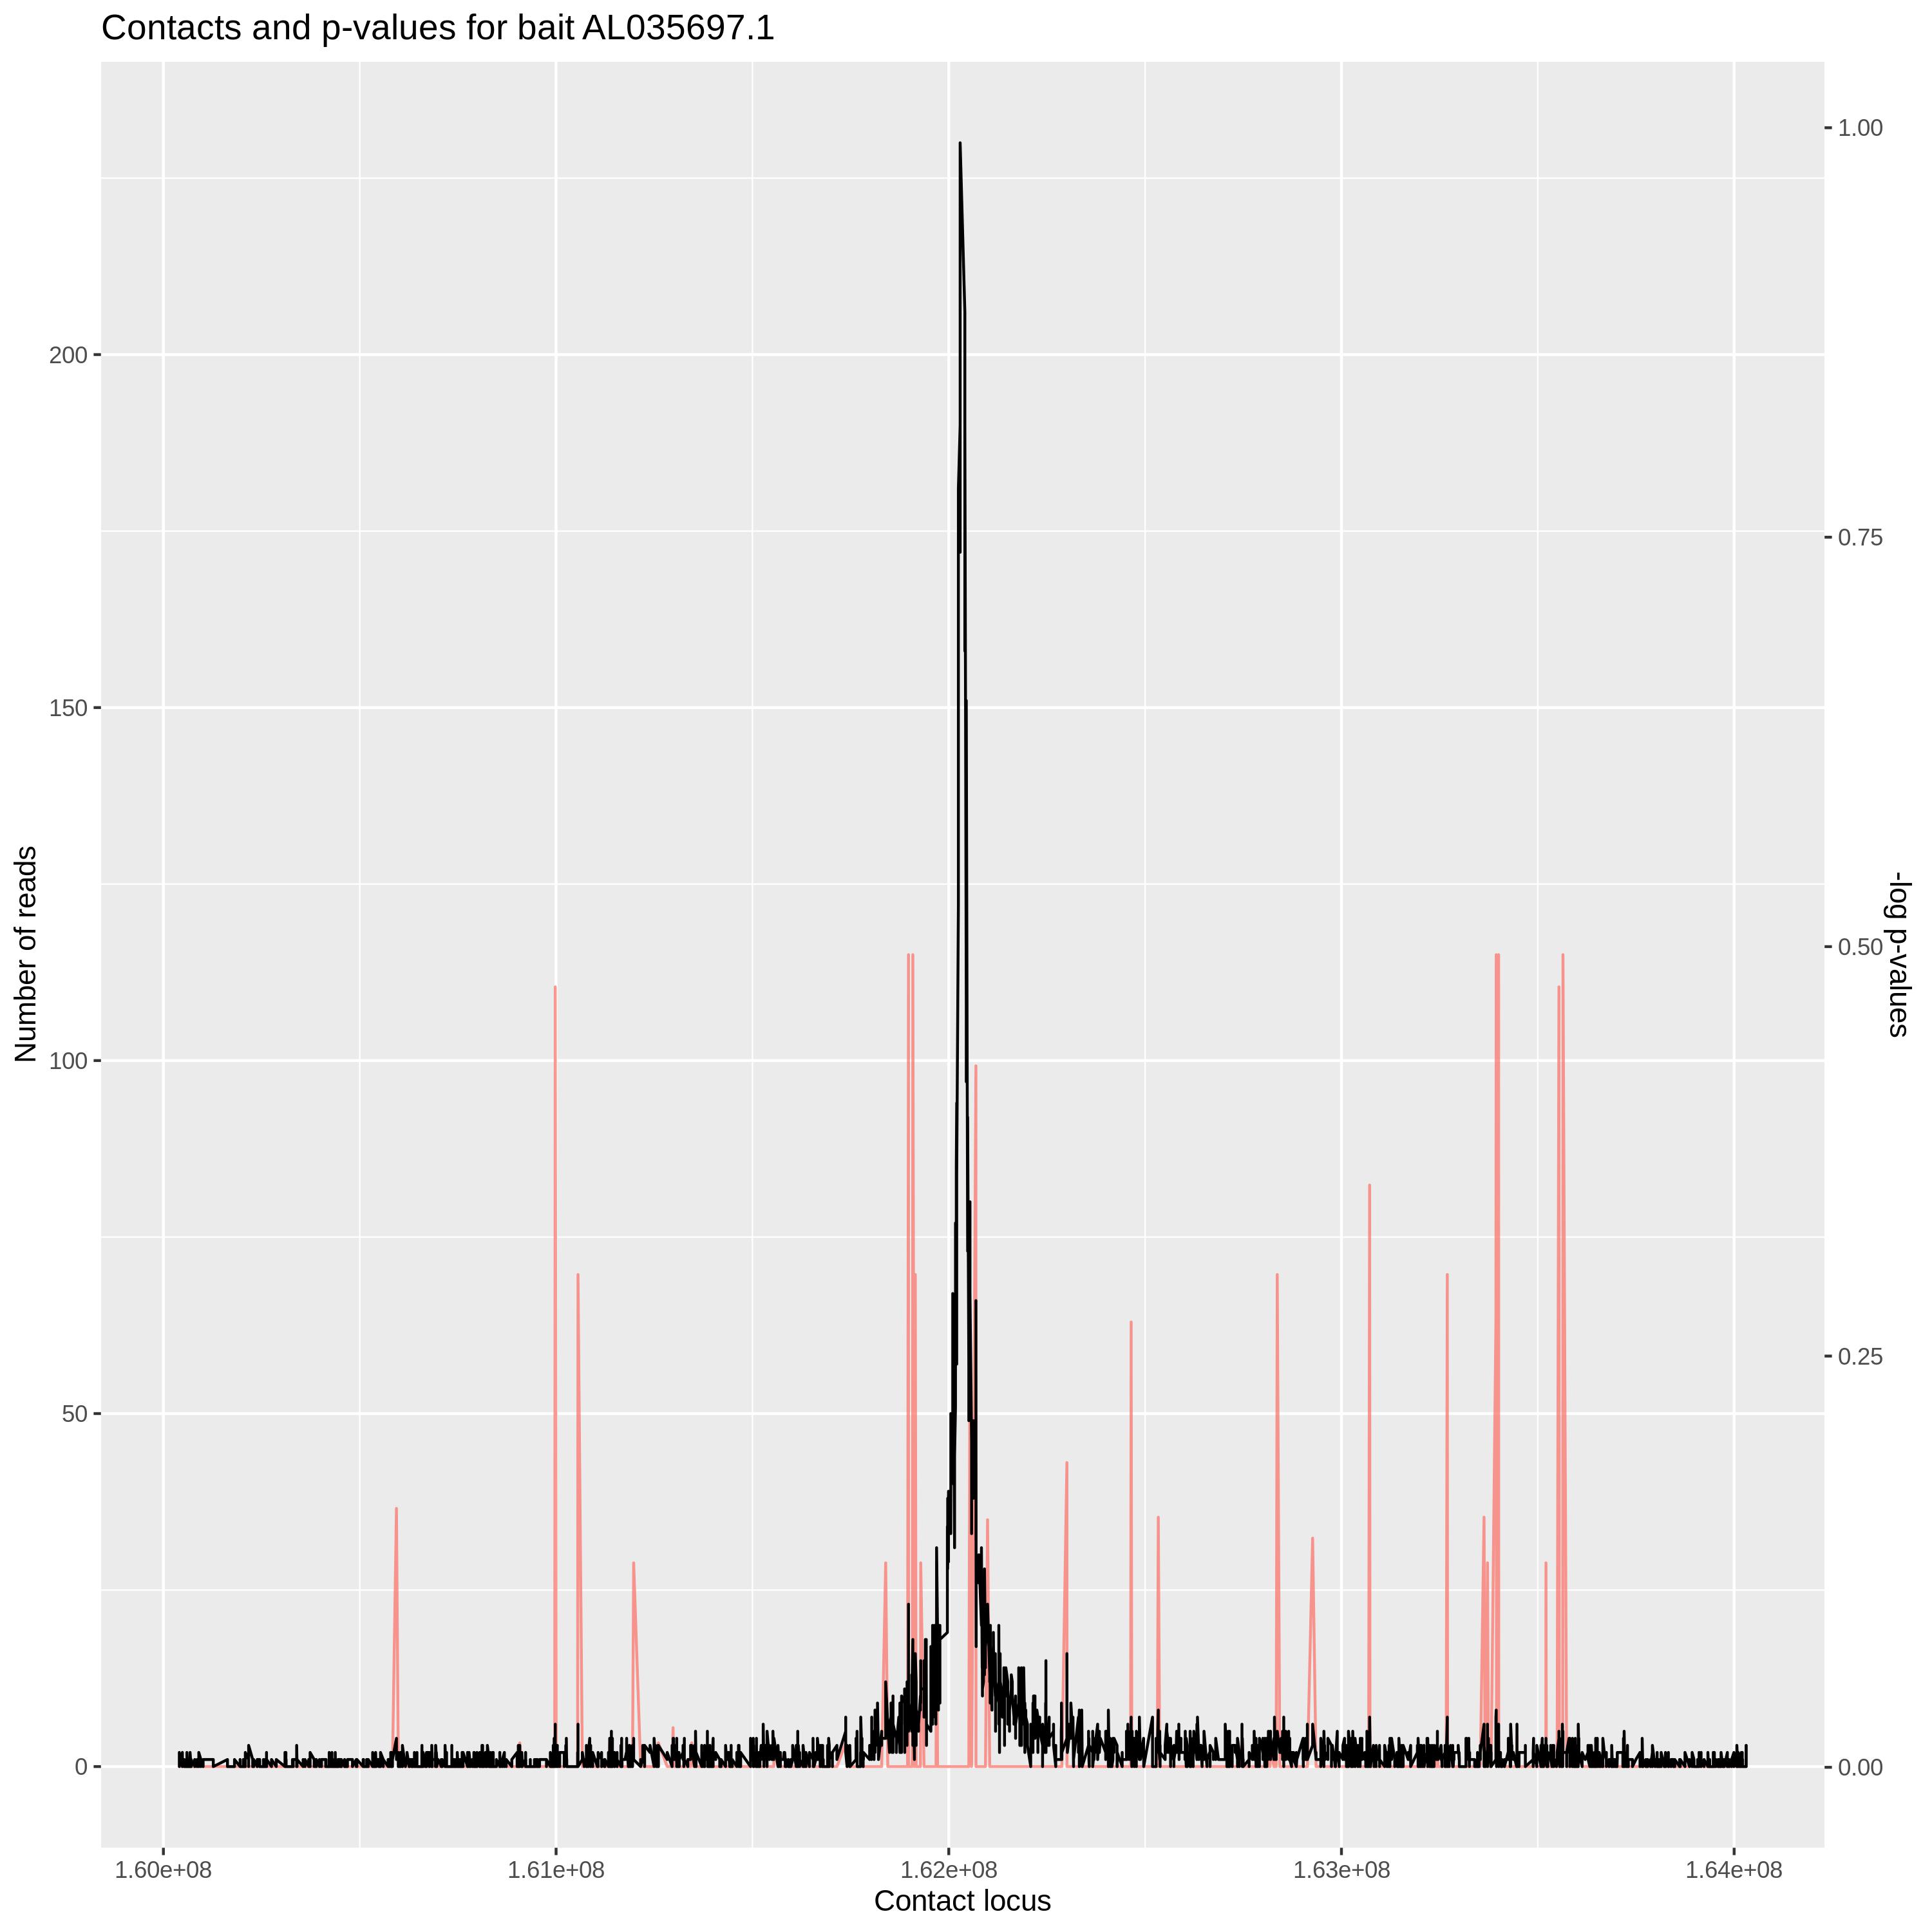 Contacts and p-values for bait AL035697.1
Number of reads
200
150
100
50
0
1.00
0.75
0.50
0.25
0.00
-log p-values
1.60e+08 1.61e+08 1.62e+08 1.63e+08 1.64e+08
Contact locus